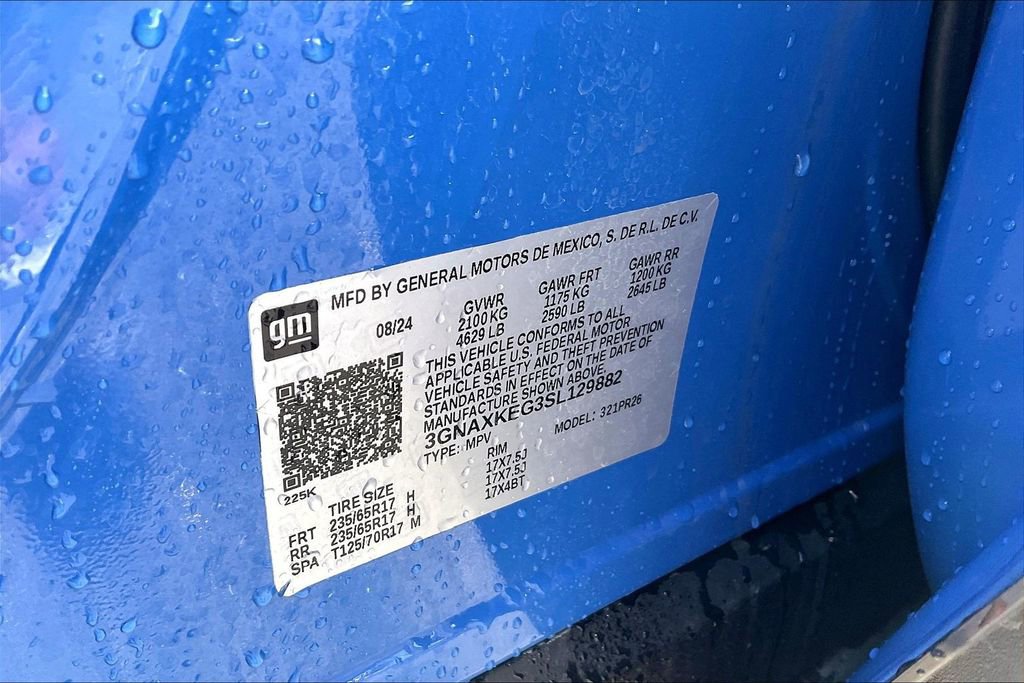 gm
MFD BY GENERAL MOTORS DE MEXICO, S. DE R.L. DE C.V.
08/24
GVWR
2100 KG
4629 LB
GAWR FRT
1175 KG
2590 LB
GAWR RR
1200 KG
2645 LB
THIS VEHICLE CONFORMS TO ALL
APPLICABLE U.S. FEDERAL MOTOR
VEHICLE SAFETY AND THEFT PREVENTION
STANDARDS IN EFFECT ON THE DATE OF
MANUFACTURE SHOWN ABOVE.
3GNAXKEG3SL129882
TYPE: MPV
MODEL: 321PR26
225K
TIRE SIZE RIM
FRT 235/65R17 H 17X7.5J
RR 235/65R17 H 17X7.5J
SPA T125/70R17 M 17X4BT